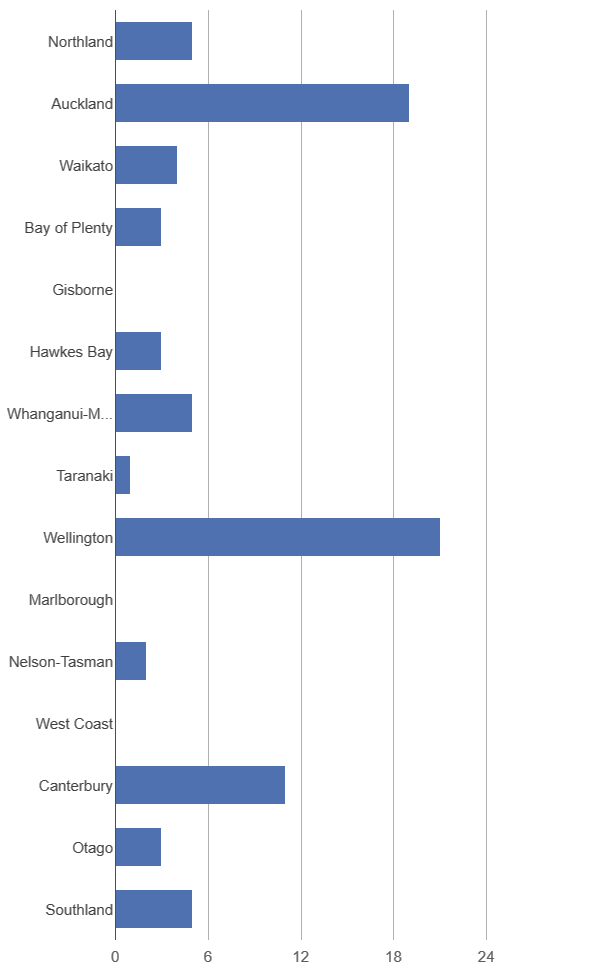 Northland
Auckland
Waikato
Bay of Plenty
Gisborne
Hawkes Bay
Whanganui-M...
Taranaki
Wellington
Marlborough
Nelson-Tasman
West Coast
Canterbury
Otago
Southland
0 6 12 18 24